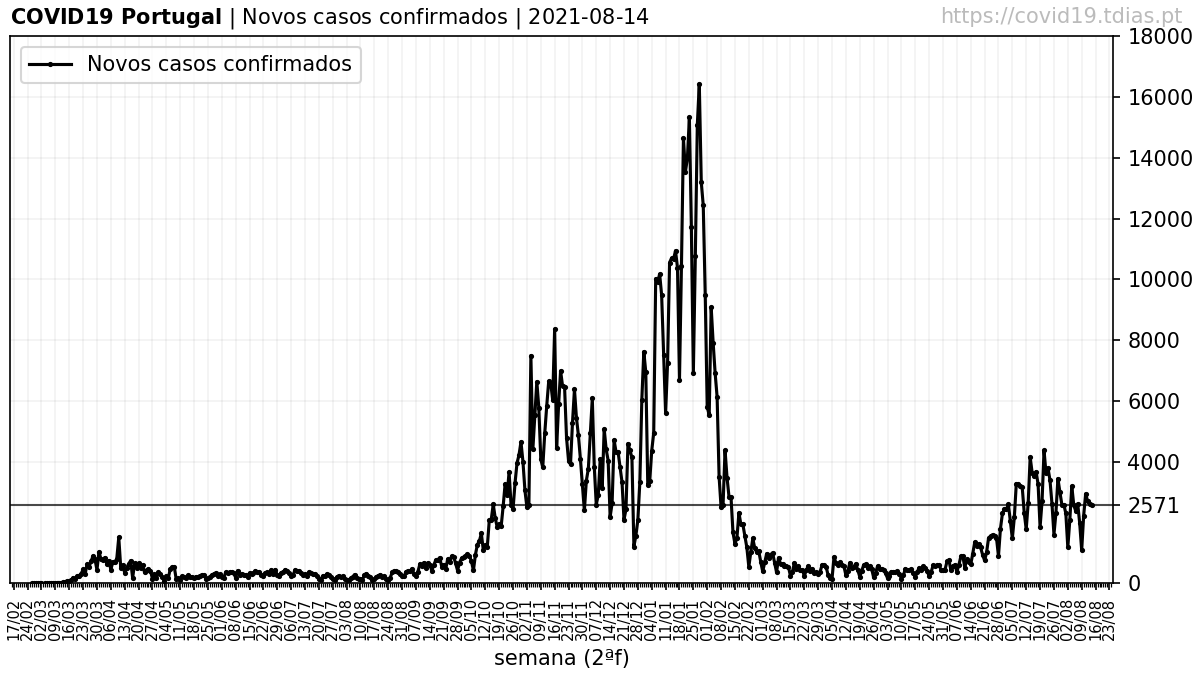 COVID19 Portugal | Novos casos confirmados | 2021-08-14
https://covid19.tdias.pt
Novos casos confirmados
18000
16000
14000
12000
10000
8000
6000
4000
2571
0
17/02 24/02 02/03 09/03 16/03 23/03 30/03 06/04 13/04 20/04 27/04 04/05 11/05 18/05 25/05 01/06 08/06 15/06 22/06 29/06 06/07 13/07 20/07 27/07 03/08 10/08 17/08 24/08 31/08 07/09 14/09 21/09 28/09 05/10 12/10 19/10 26/10 02/11 09/11 16/11 23/11 30/11 07/12 14/12 21/12 28/12 04/01 11/01 18/01 25/01 01/02 08/02 15/02 22/02 01/03 08/03 15/03 22/03 29/03 05/04 12/04 19/04 26/04 03/05 10/05 17/05 24/05 31/05 07/06 14/06 21/06 28/06 05/07 12/07 19/07 26/07 02/08 09/08 16/08 23/08
semana (2ªf)